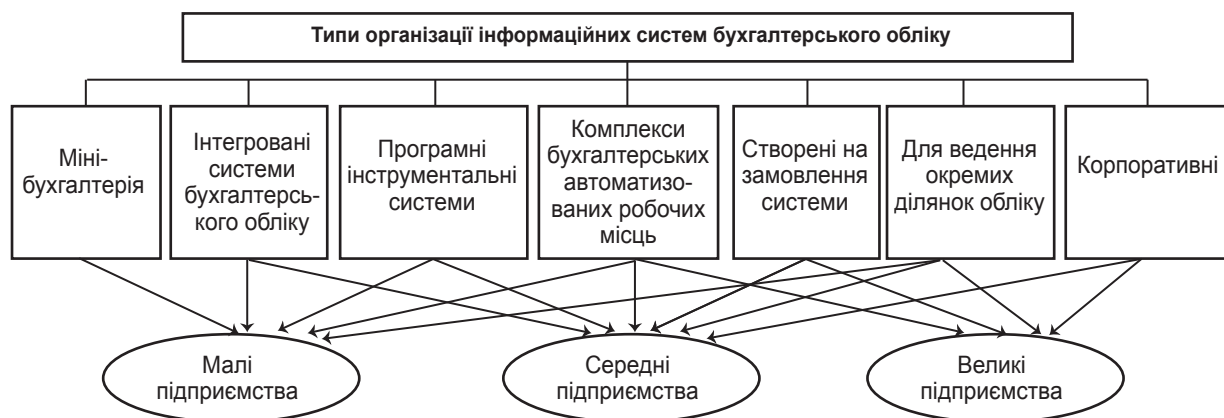 Типи організації інформаційних систем бухгалтерського обліку
Міні-
бухгалтерія
Інтегровані
системи
бухгалтерсь-
кого обліку
Програмні
інструментальні
системи
Комплекси
бухгалтерських
автоматизо-
ваних робочих
місць
Створені на
замовлення
системи
Для ведення
окремих
ділянок обліку
Корпоративні
Малі
підприємства
Середні
підприємства
Великі
підприємства